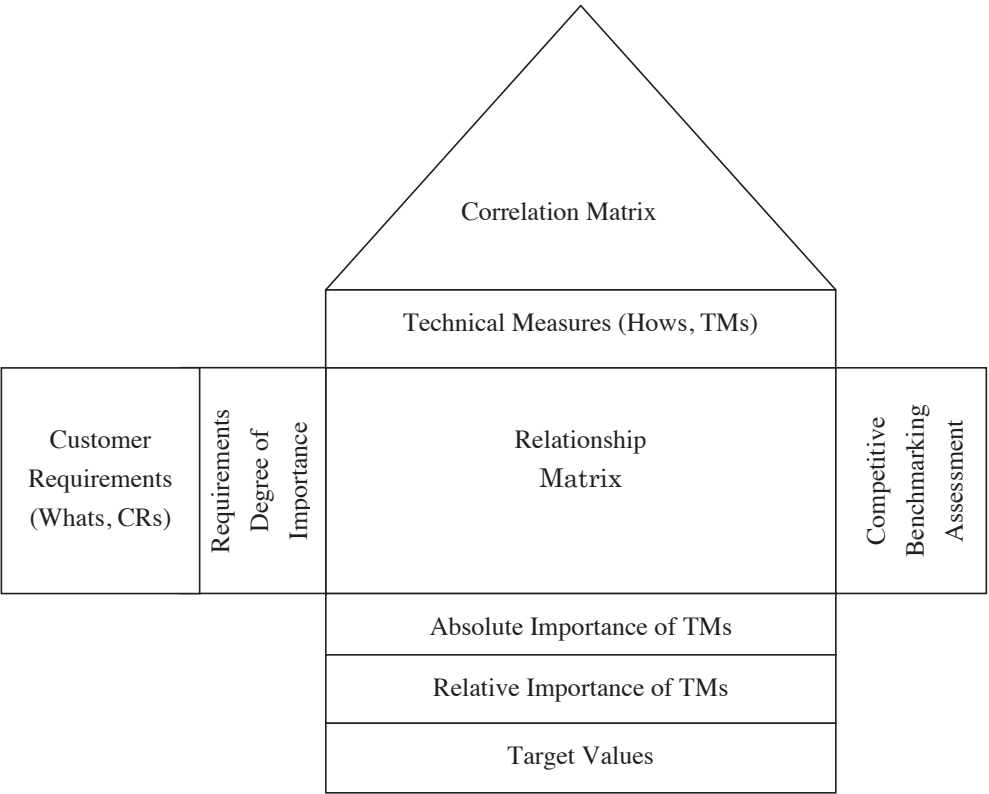 Correlation Matrix
Technical Measures (Hows, TMs)
Customer
Requirements
(Whats, CRs)
Requirements
Degree of
Importance
Relationship
Matrix
Competitive
Benchmarking
Assessment
Absolute Importance of TMs
Relative Importance of TMs
Target Values